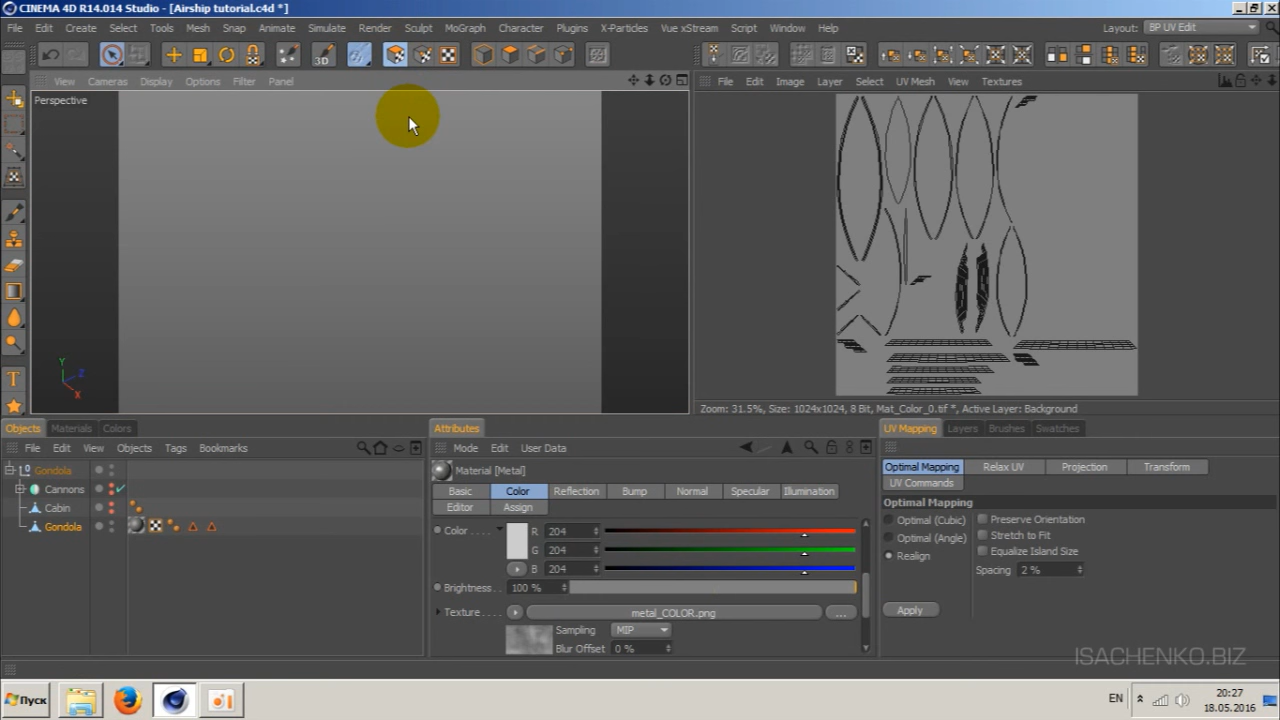 CINEMA 4D R14.014 Studio - [Airship tutorial.c4d *]
File Edit Create Select Tools Mesh Snap Animate Simulate Render Sculpt MoGraph Character Plugins X-Particles Vue xStream Script Window Help Layout: BP UV Edit
3D
View Cameras Display Options Filter Panel
File Edit Image Layer Select UV Mesh View Textures
Perspective
Y
Z
X
T
Zoom: 31.5%, Size: 1024x1024, 8 Bit, Mat_Color_0.tif *, Active Layer: Background
Objects Materials Colors
File Edit View Objects Tags Bookmarks
Gondola
Cannons
Cabin
Gondola
Attributes
Mode Edit User Data
Material [Metal]
Basic Color Reflection Bump Normal Specular Illumination
Editor Assign
Color . . . . R 204
G 204
B 204
Brightness . . 100 %
Texture . . . . metal_COLOR.png ...
Sampling MIP
Blur Offset 0 %
UV Mapping Layers Brushes Swatches
Optimal Mapping Relax UV Projection Transform
UV Commands
Optimal Mapping
Optimal (Cubic) Preserve Orientation
Optimal (Angle) Stretch to Fit
Realign Equalize Island Size
Spacing 2 %
Apply
ISACHENKO.BIZ
Пуск EN 20:27
18.05.2016